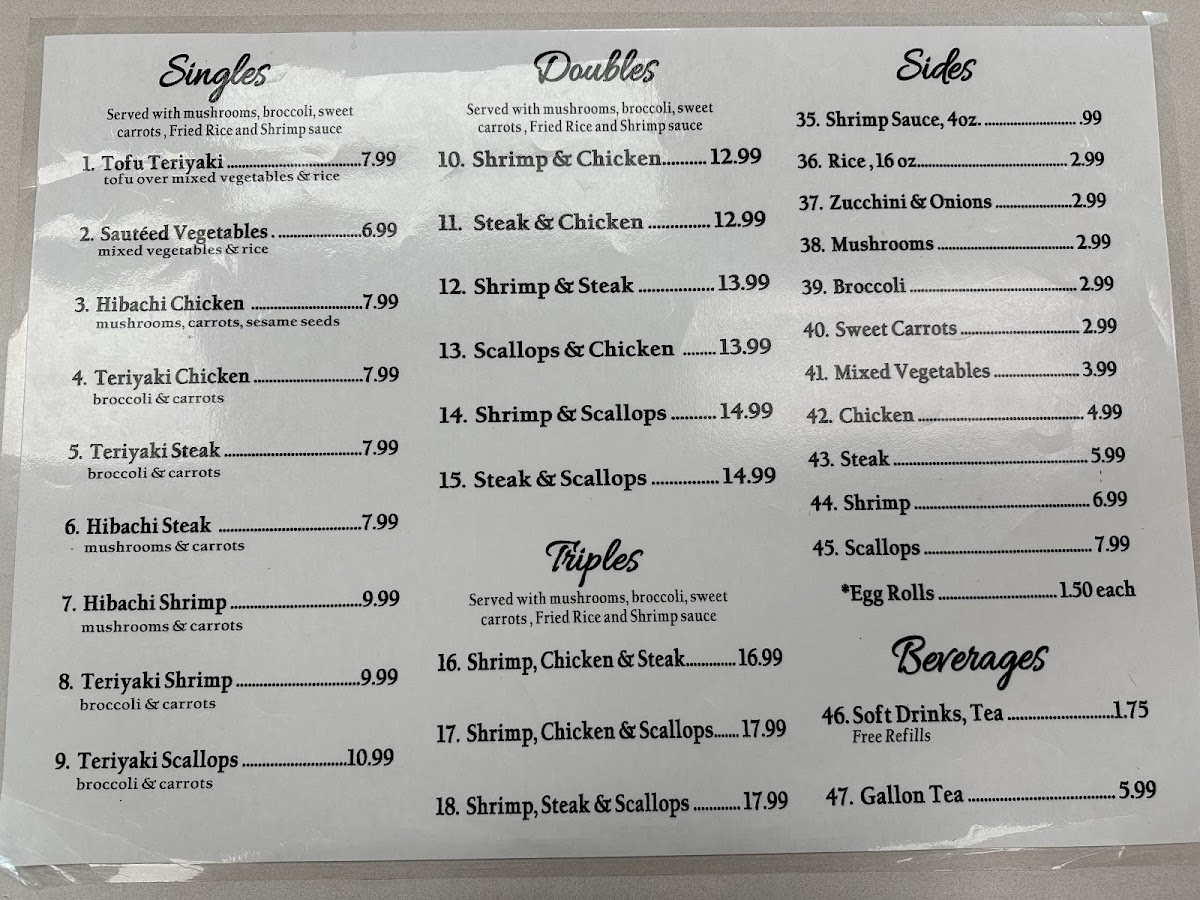 Singles
Served with mushrooms, broccoli, sweet
carrots , Fried Rice and Shrimp sauce
1. Tofu Teriyaki ........................7.99
tofu over mixed vegetables & rice
2. Sautéed Vegetables . ...............6.99
mixed vegetables & rice
3. Hibachi Chicken ....................7.99
mushrooms, carrots, sesame seeds
4. Teriyaki Chicken ....................7.99
broccoli & carrots
5. Teriyaki Steak .........................7.99
broccoli & carrots
6. Hibachi Steak .........................7.99
mushrooms & carrots
7. Hibachi Shrimp .......................9.99
mushrooms & carrots
8. Teriyaki Shrimp ......................9.99
broccoli & carrots
9. Teriyaki Scallops ...................10.99
broccoli & carrots
Doubles
Served with mushrooms, broccoli, sweet
carrots , Fried Rice and Shrimp sauce
10. Shrimp & Chicken.......... 12.99
11. Steak & Chicken .............. 12.99
12. Shrimp & Steak ................. 13.99
13. Scallops & Chicken ........ 13.99
14. Shrimp & Scallops .......... 14.99
15. Steak & Scallops ............... 14.99
Triples
Served with mushrooms, broccoli, sweet
carrots , Fried Rice and Shrimp sauce
16. Shrimp, Chicken & Steak............. 16.99
17. Shrimp, Chicken & Scallops....... 17.99
18. Shrimp, Steak & Scallops ............ 17.99
Sides
35. Shrimp Sauce, 4oz. .......................... .99
36. Rice , 16 oz........................................... 2.99
37. Zucchini & Onions .....................2.99
38. Mushrooms ...................................... 2.99
39. Broccoli .............................................. 2.99
40. Sweet Carrots ................................. 2.99
41. Mixed Vegetables ........................ 3.99
42. Chicken .............................................. 4.99
43. Steak ..................................................... 5.99
44. Shrimp ................................................. 6.99
45. Scallops ...............................................7.99
*Egg Rolls ................................1.50 each
Beverages
46. Soft Drinks, Tea ...........................1.75
Free Refills
47. Gallon Tea ........................................ 5.99